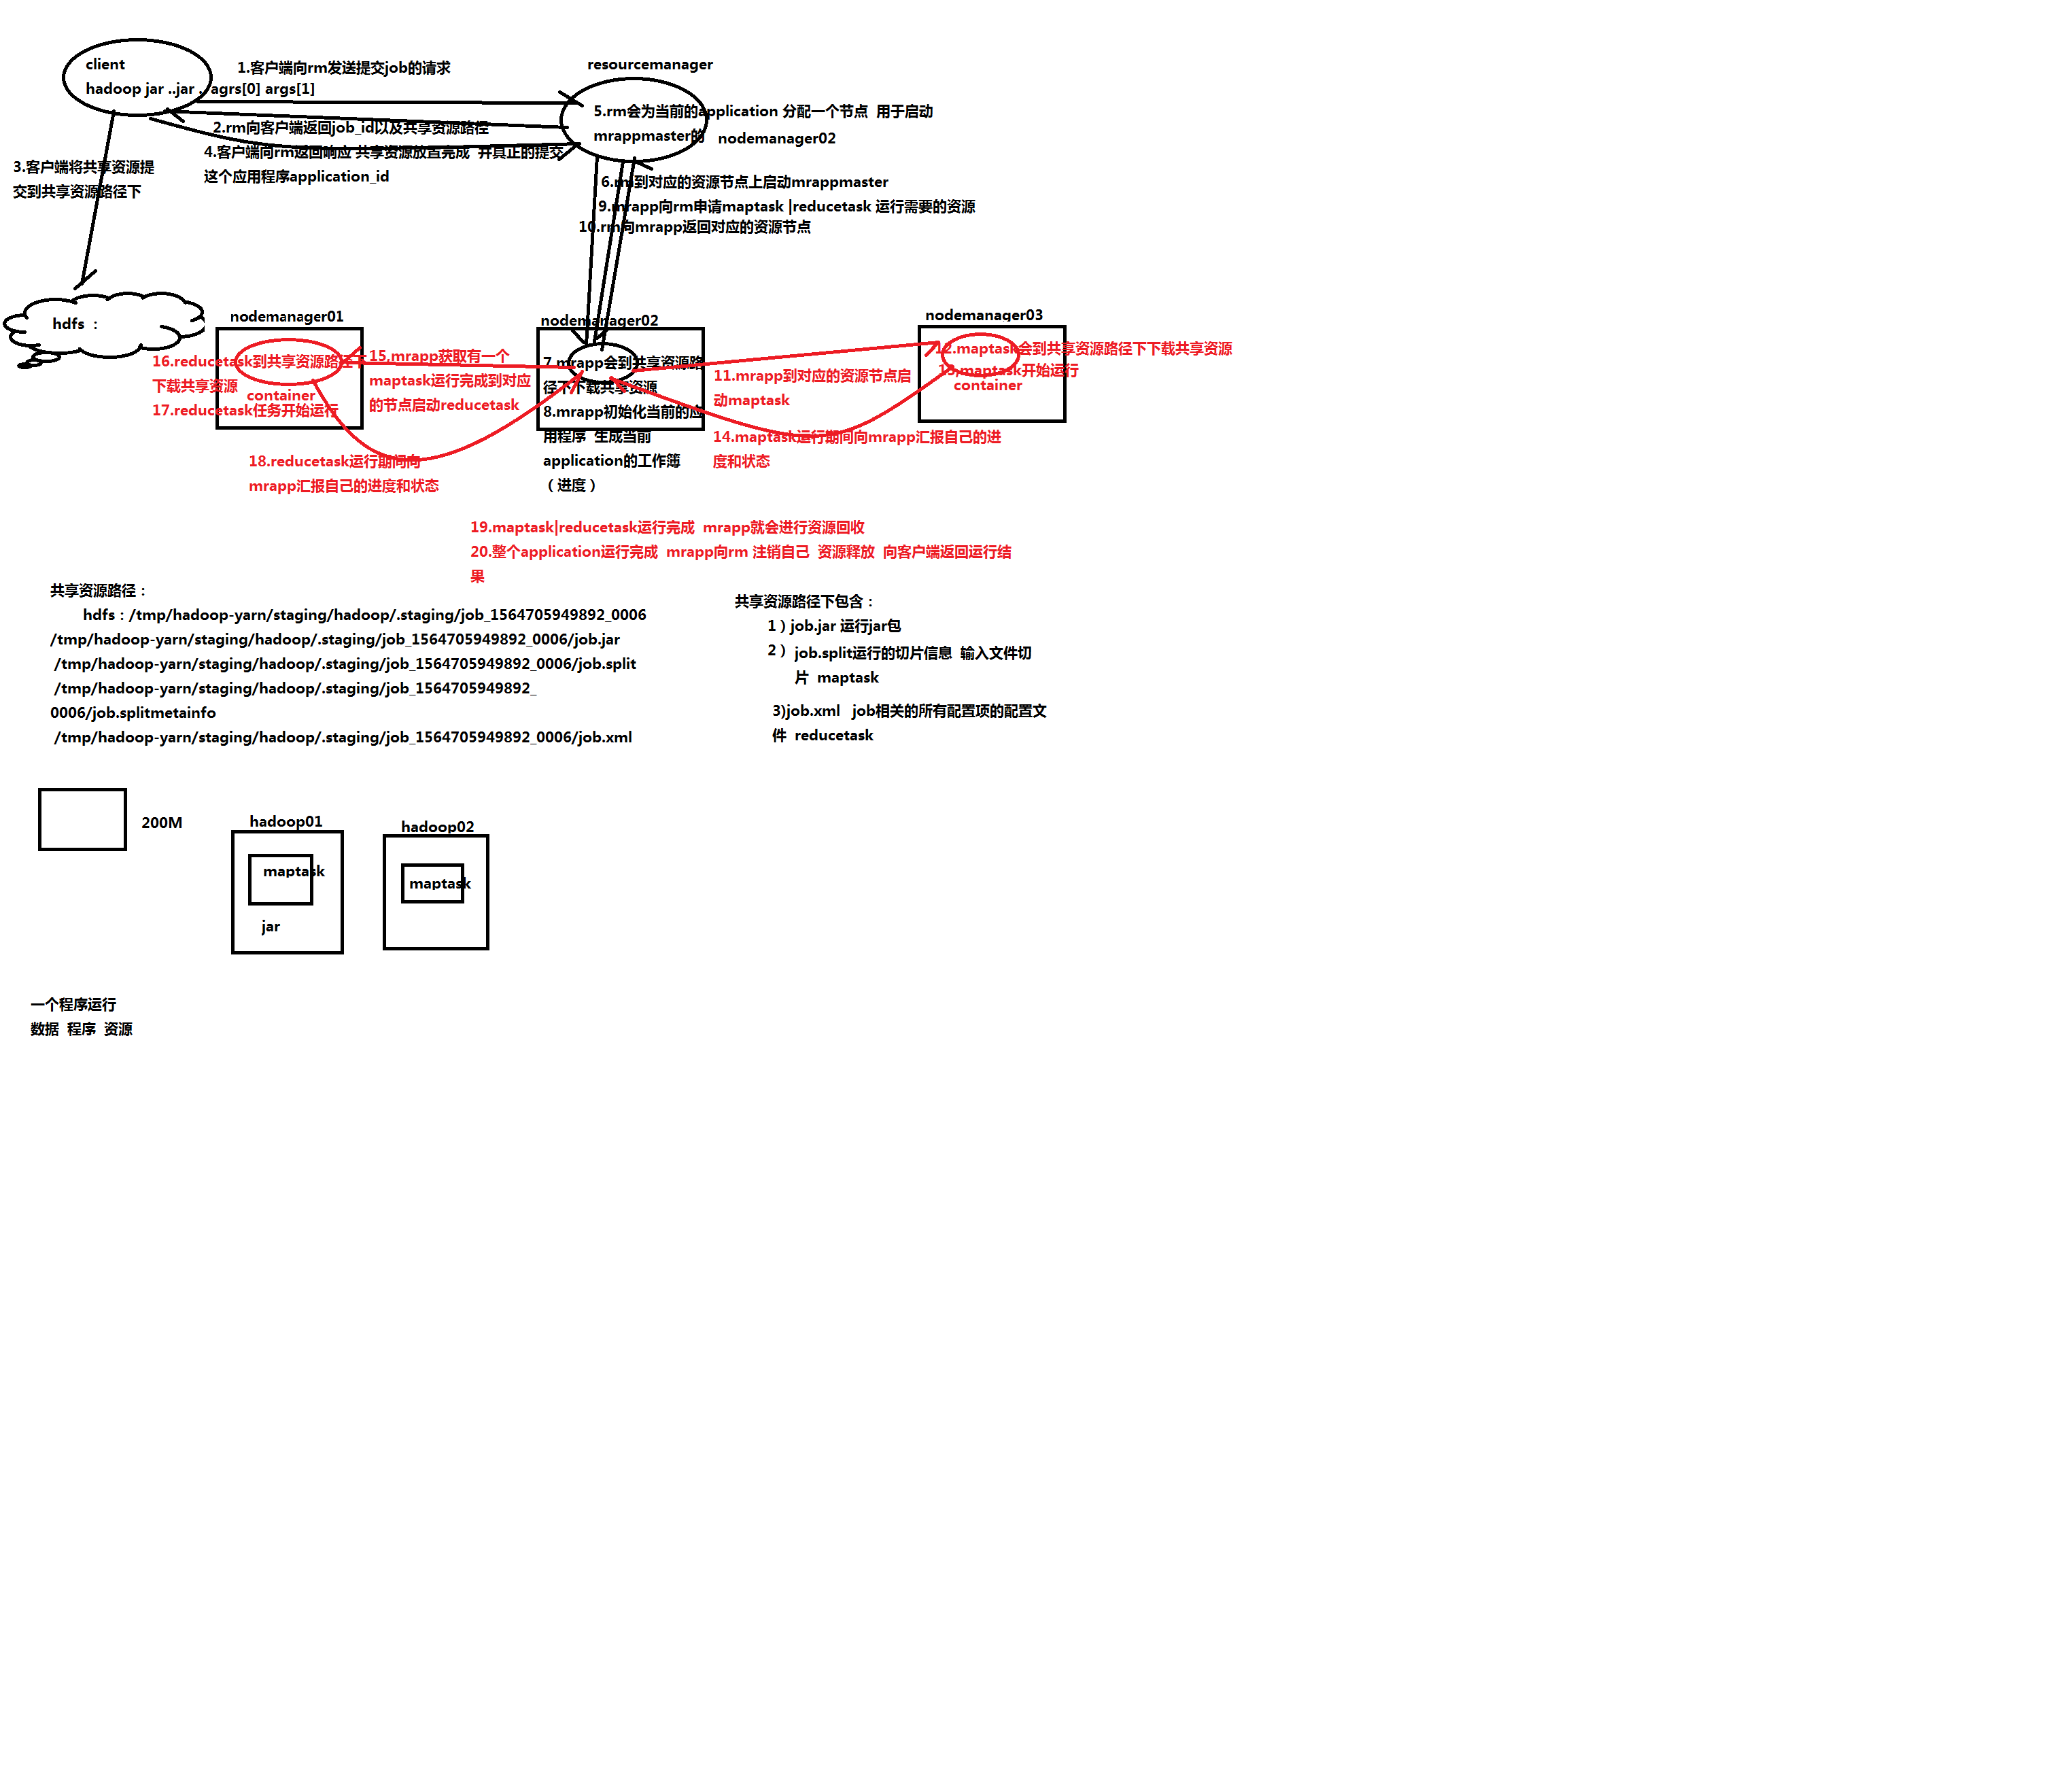 client
hadoop jar ..jar . agrs[0] args[1]
1.客户端向rm发送提交job的请求
resourcemanager
5.rm会为当前的application 分配一个节点 用于启动
mrappmaster的 nodemanager02
2.rm向客户端返回job_id以及共享资源路径
4.客户端向rm返回响应 共享资源放置完成 并真正的提交
这个应用程序application_id
3.客户端将共享资源提
交到共享资源路径下
6.rm到对应的资源节点上启动mrappmaster
9.mrapp向rm申请maptask |reducetask 运行需要的资源
10.rm向mrapp返回对应的资源节点
hdfs :
nodemanager01
nodemanager02
nodemanager03
16.reducetask到共享资源路径下
下载共享资源
container
17.reducetask任务开始运行
15.mrapp获取有一个
maptask运行完成到对应
的节点启动reducetask
7.mrapp会到共享资源路
径下下载共享资源
8.mrapp初始化当前的应
用程序 生成当前
application的工作簿
（进度）
11.mrapp到对应的资源节点启
动maptask
12.maptask会到共享资源路径下下载共享资源
13.maptask开始运行
container
14.maptask运行期间向mrapp汇报自己的进
度和状态
18.reducetask运行期间向
mrapp汇报自己的进度和状态
19.maptask|reducetask运行完成 mrapp就会进行资源回收
20.整个application运行完成 mrapp向rm 注销自己 资源释放 向客户端返回运行结
果
共享资源路径：
hdfs：/tmp/hadoop-yarn/staging/hadoop/.staging/job_1564705949892_0006
/tmp/hadoop-yarn/staging/hadoop/.staging/job_1564705949892_0006/job.jar
/tmp/hadoop-yarn/staging/hadoop/.staging/job_1564705949892_0006/job.split
/tmp/hadoop-yarn/staging/hadoop/.staging/job_1564705949892_
0006/job.splitmetainfo
/tmp/hadoop-yarn/staging/hadoop/.staging/job_1564705949892_0006/job.xml
共享资源路径下包含：
1）job.jar 运行jar包
2）job.split运行的切片信息 输入文件切
片 maptask
3)job.xml job相关的所有配置项的配置文
件 reducetask
200M
hadoop01
maptask
jar
hadoop02
maptask
一个程序运行
数据 程序 资源